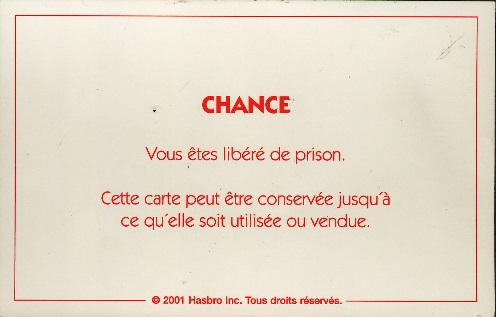 CHANCE
Vous êtes libéré de prison.
Cette carte peut être conservée jusqu'à
ce qu'elle soit utilisée ou vendue.
© 2001 Hasbro Inc. Tous droits réservés.